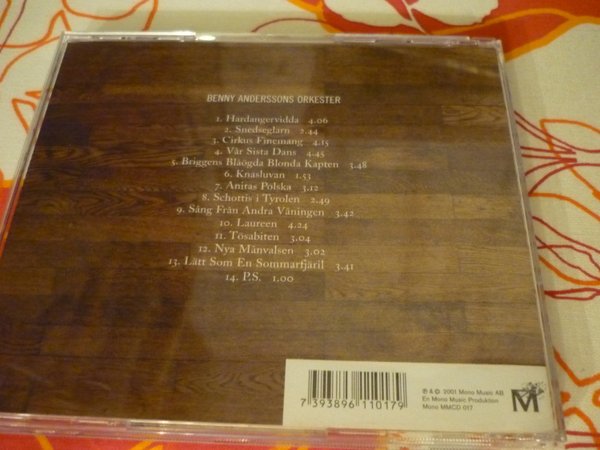 BENNY ANDERSSONS ORKESTER
1. Hardangervidda 4.06
2. Snedseglarn 2.44
3. Cirkus Finemang 4.15
4. Vår Sista Dans 4.45
5. Briggens Blåögda Blonda Kapten 3.48
6. Knasluvan 1.53
7. Anitas Polska 3.12
8. Schottis i Tyrolen 2.49
9. Sång Från Andra Våningen 3.42
10. Laureen 4.24
11. Tösabiten 3.04
12. Nya Månvalsen 3.02
13. Lätt Som En Sommarfjäril 3.41
14. P.S. 1.00
7 393896 110179
℗ & © 2001 Mono Music AB
En Mono Music Produktion
Mono MMCD 017
M